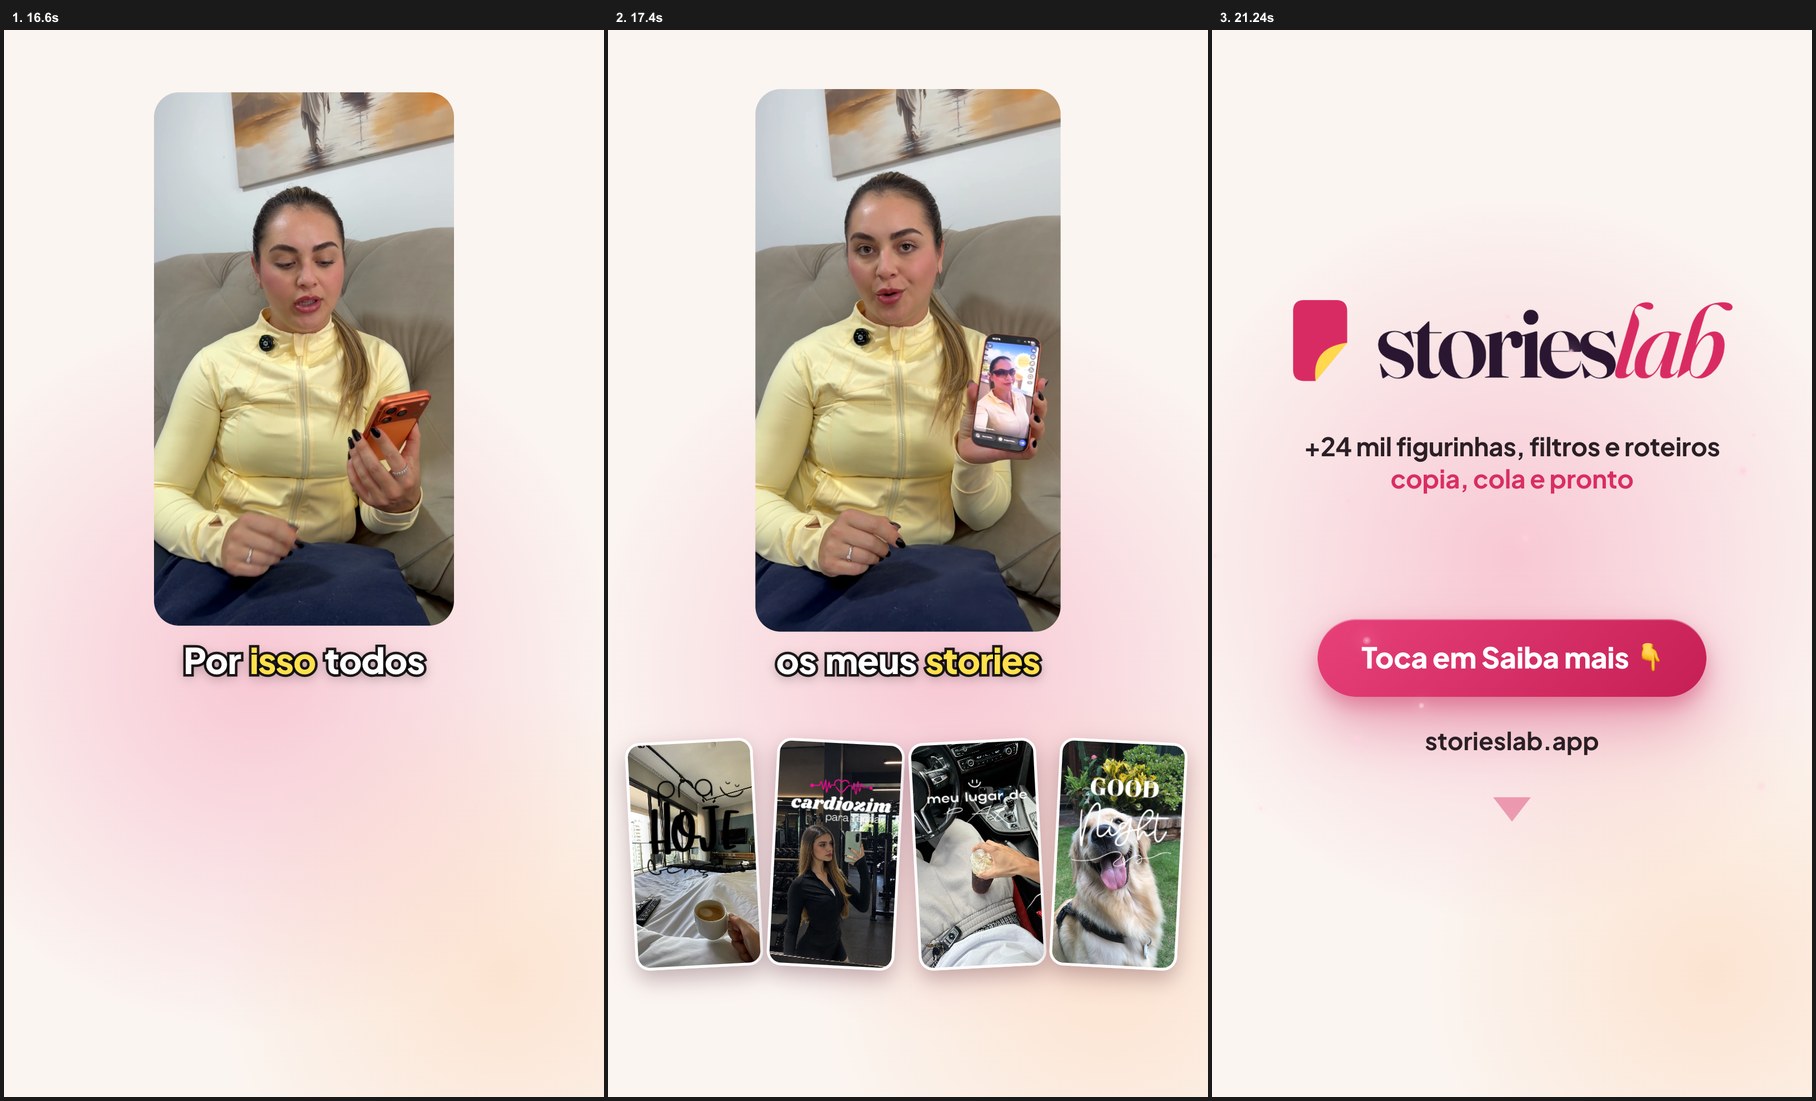 1. 16.6s
2. 17.4s
3. 21.24s
Por isso todos
os meus stories
HOJE
cardiozim
para
meu lugar de
GOOD
Night
storieslab
+24 mil figurinhas, filtros e roteiros
copia, cola e pronto
Toca em Saiba mais 👇
storieslab.app